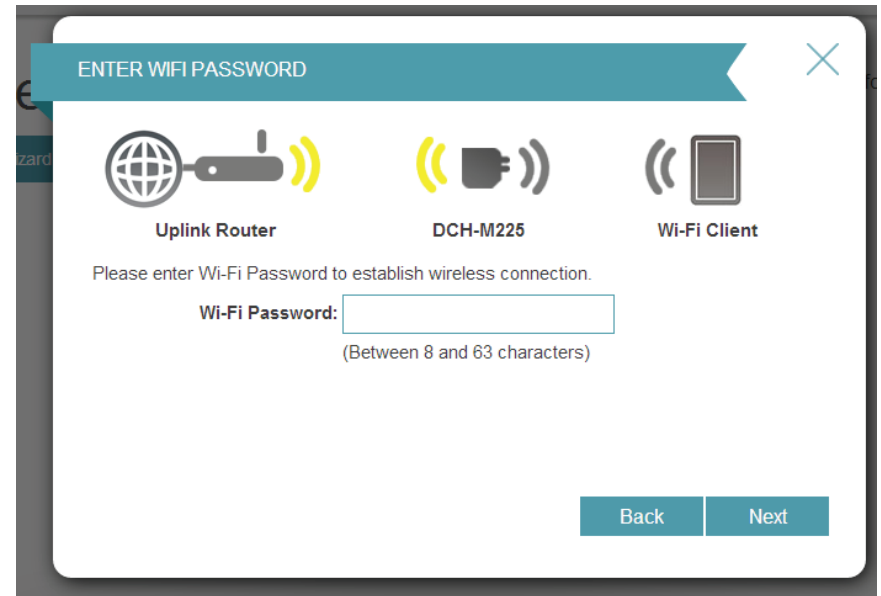 ENTER WIFI PASSWORD
izard
Uplink Router
DCH-M225
Wi-Fi Client
Please enter Wi-Fi Password to establish wireless connection.
Wi-Fi Password:
(Between 8 and 63 characters)
Back
Next